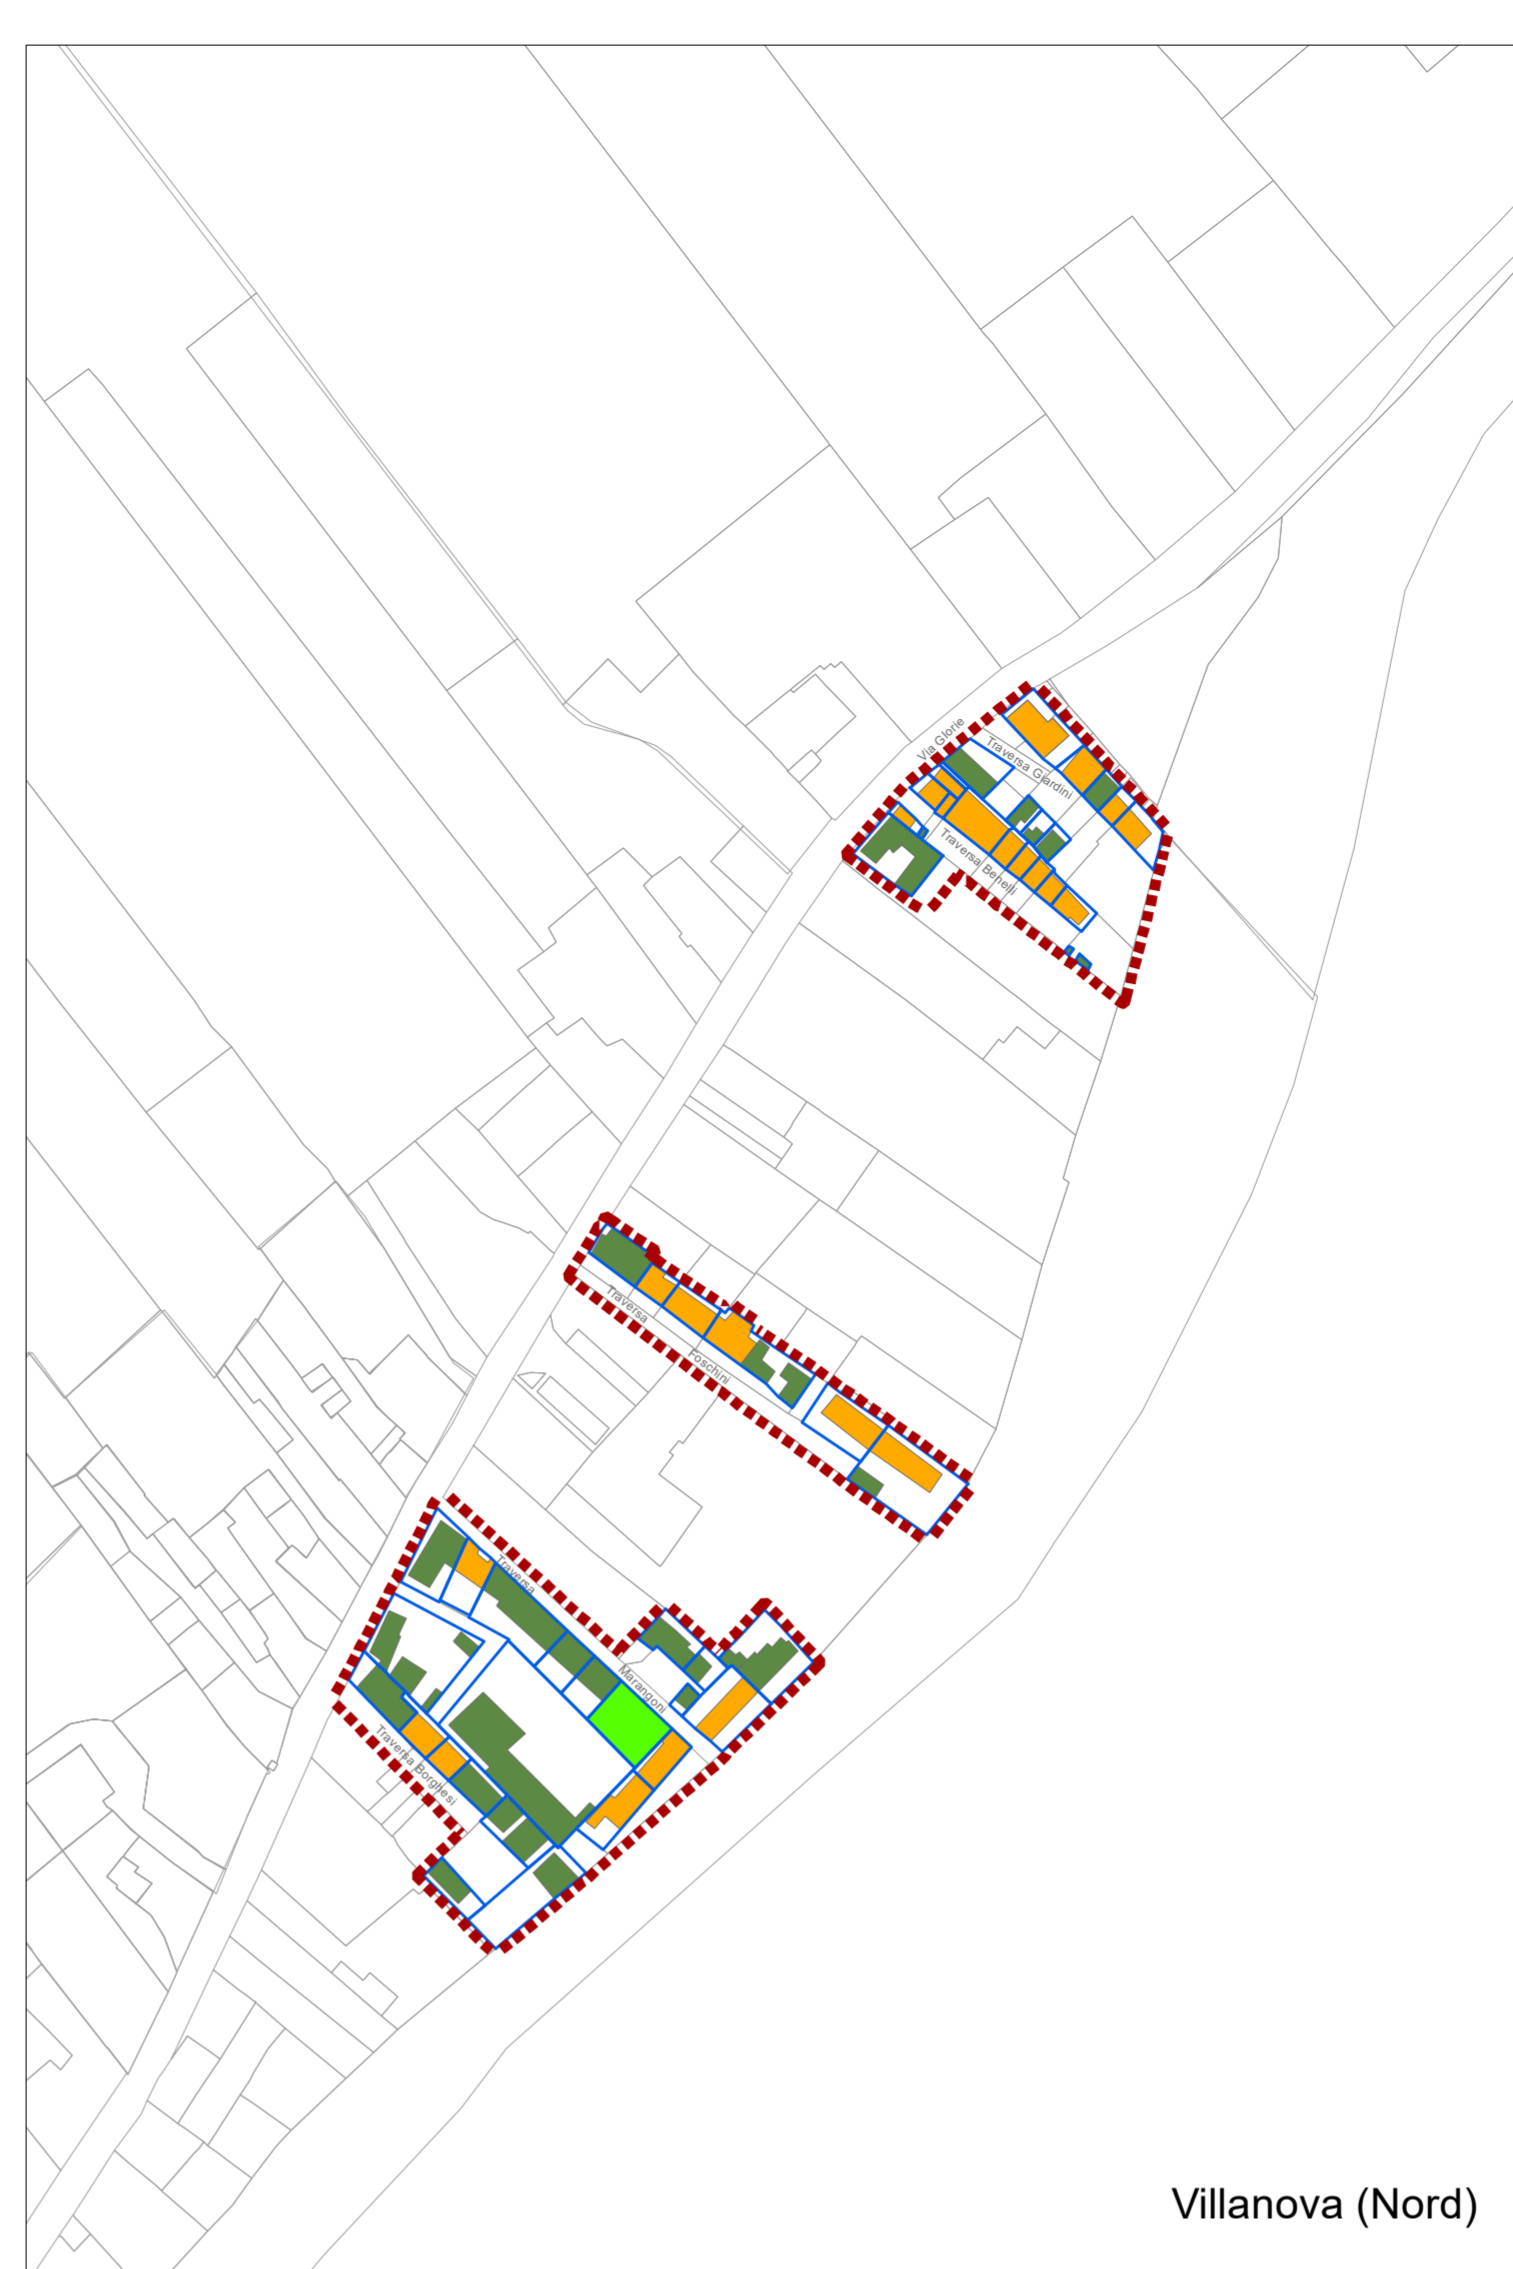 Via Glorie
Traversa Giardini
Traversa Benelli
Traversa
Foschini
Traversa
Marangoni
Traversa Borghesi
Villanova (Nord)